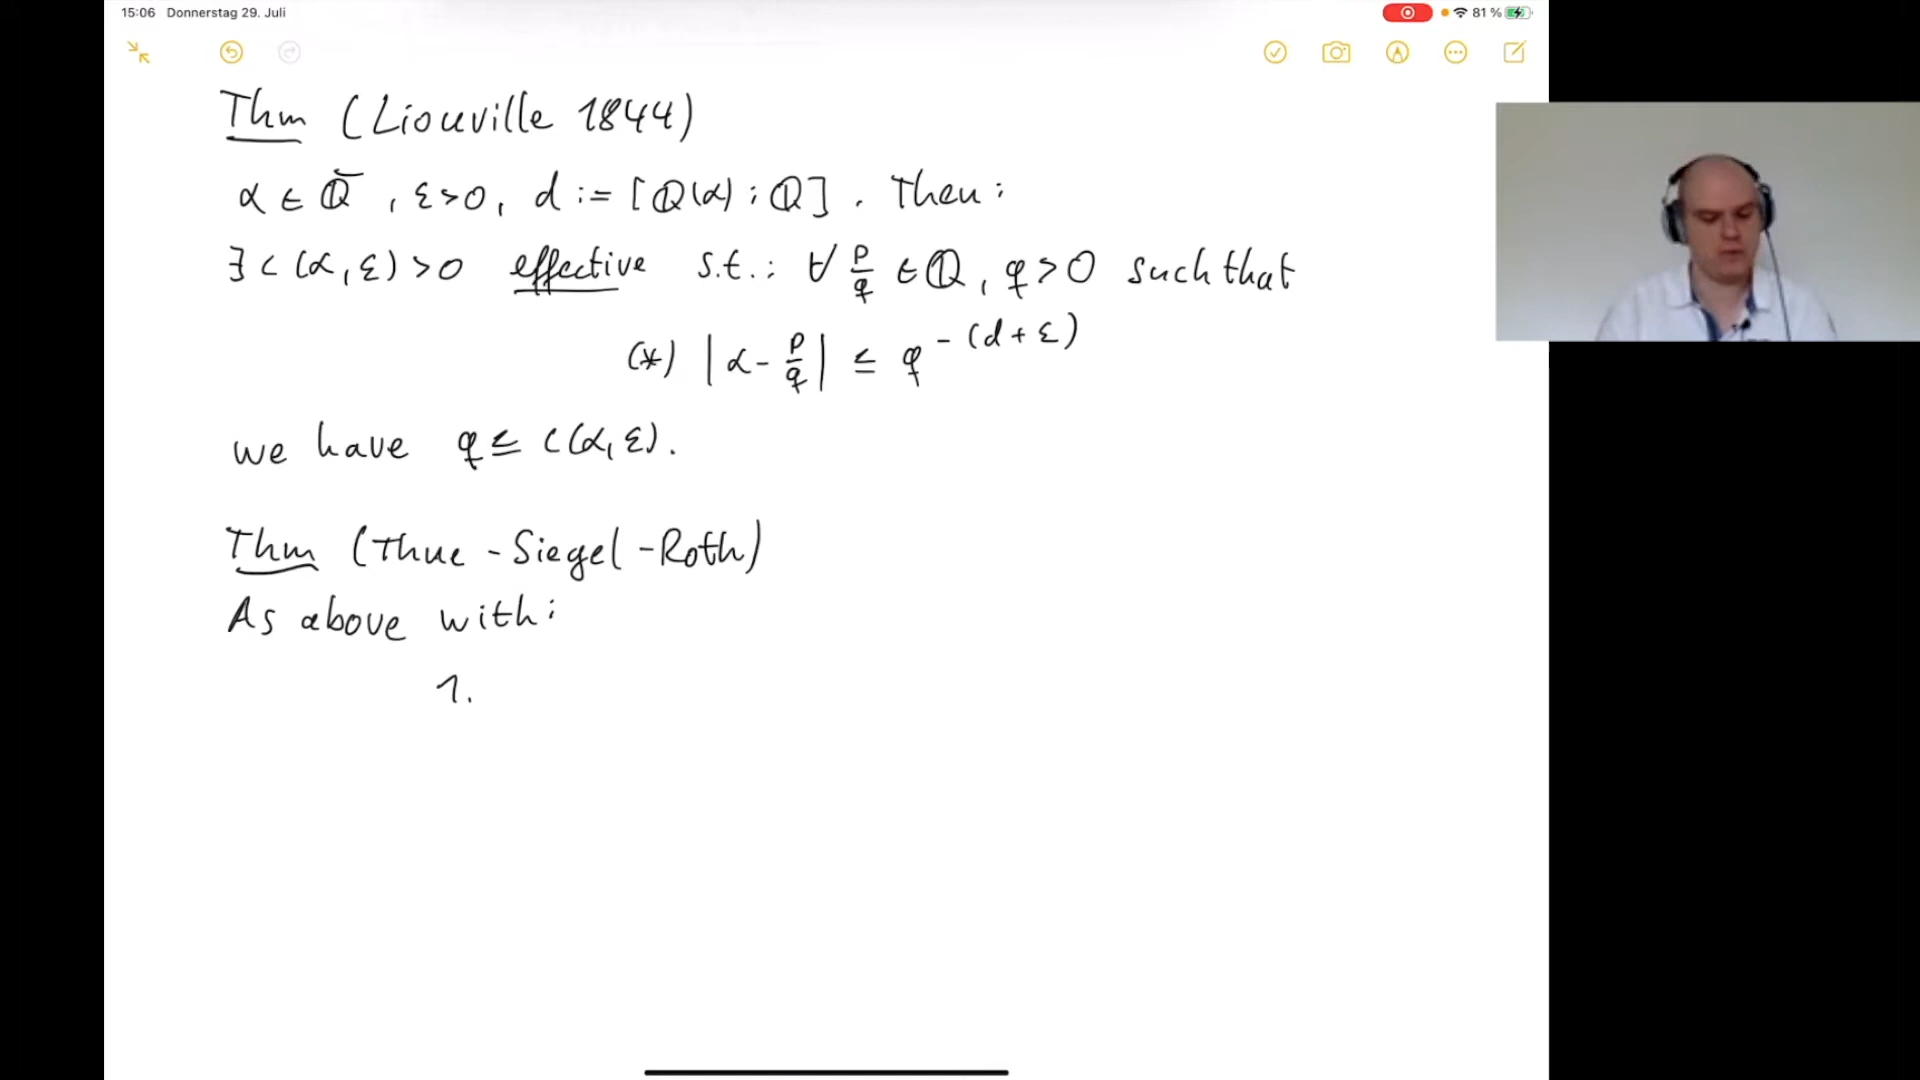 15:06 Donnerstag 29. Juli 81 %
Thm (Liouville 1844)
α ∈ Q̄, ε>0, d := [Q(α) : Q]. Then:
∃ c(α, ε) > 0 effective s.t.: ∀ p/q ∈ Q, q > 0 such that
(*) |α - p/q| ≤ q^-(d + ε)
we have q ≤ c(α, ε).
Thm (Thue - Siegel - Roth)
As above with:
1.